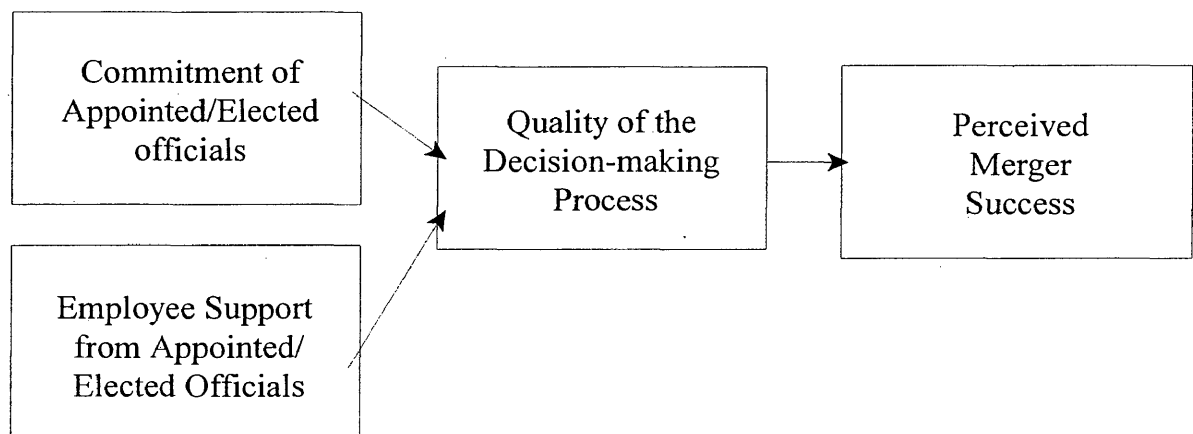 Commitment of
Appointed/Elected
officials
Employee Support
from Appointed/
Elected Officials
Quality of the
Decision-making
Process
Perceived
Merger
Success